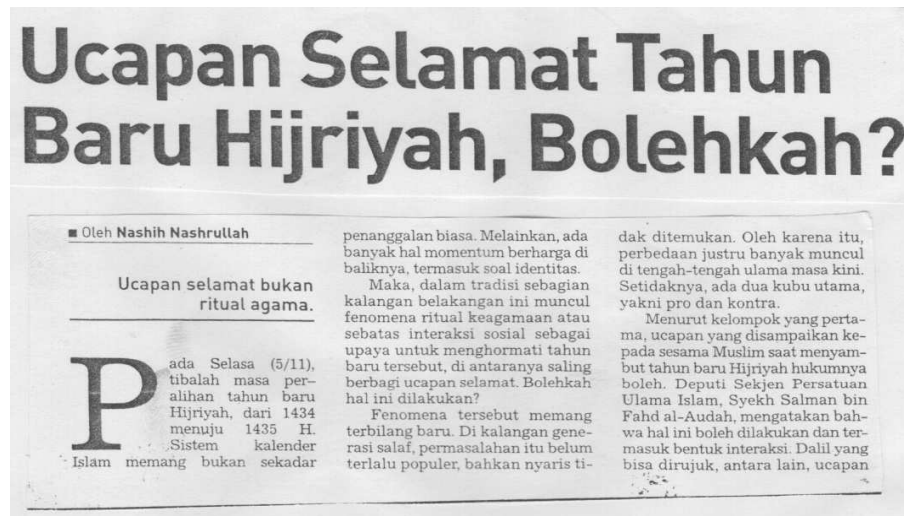 Ucapan Selamat Tahun
Baru Hijriyah, Bolehkah?
■ Oleh Nashih Nashrullah
Ucapan selamat bukan
ritual agama.
Pada Selasa (5/11),
tibalah masa per-
alihan tahun baru
Hijriyah, dari 1434
menuju 1435 H.
Sistem kalender
Islam memang bukan sekadar
penanggalan biasa. Melainkan, ada
banyak hal momentum berharga di
baliknya, termasuk soal identitas.
Maka, dalam tradisi sebagian
kalangan belakangan ini muncul
fenomena ritual keagamaan atau
sebatas interaksi sosial sebagai
upaya untuk menghormati tahun
baru tersebut, di antaranya saling
berbagi ucapan selamat. Bolehkah
hal ini dilakukan?
Fenomena tersebut memang
terbilang baru. Di kalangan gene-
rasi salaf, permasalahan itu belum
terlalu populer, bahkan nyaris ti-
dak ditemukan. Oleh karena itu,
perbedaan justru banyak muncul
di tengah-tengah ulama masa kini.
Setidaknya, ada dua kubu utama,
yakni pro dan kontra.
Menurut kelompok yang perta-
ma, ucapan yang disampaikan ke-
pada sesama Muslim saat menyam-
but tahun baru Hijriyah hukumnya
boleh. Deputi Sekjen Persatuan
Ulama Islam, Syekh Salman bin
Fahd al-Audah, mengatakan bah-
wa hal ini boleh dilakukan dan ter-
masuk bentuk interaksi. Dalil yang
bisa dirujuk, antara lain, ucapan